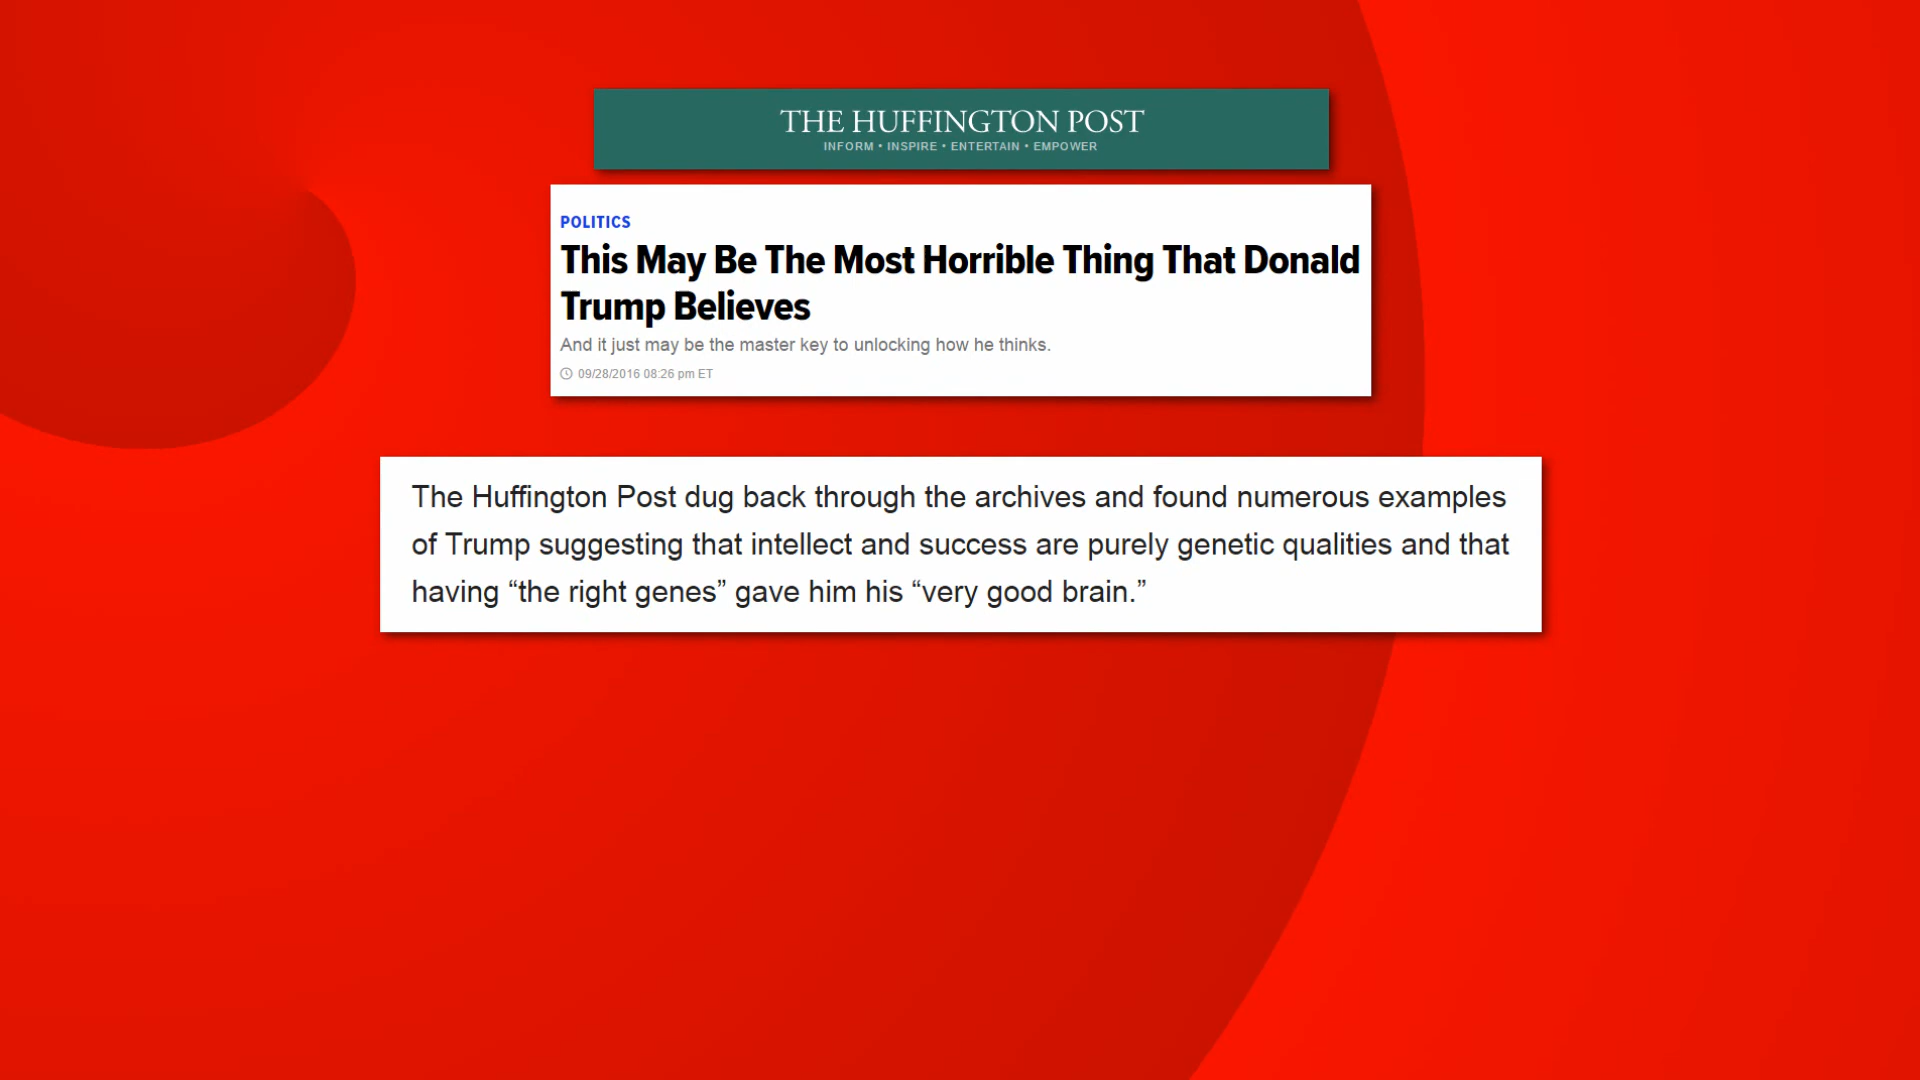 THE HUFFINGTON POST
INFORM • INSPIRE • ENTERTAIN • EMPOWER
POLITICS
This May Be The Most Horrible Thing That Donald
Trump Believes
And it just may be the master key to unlocking how he thinks.
09/28/2016 08:26 pm ET
The Huffington Post dug back through the archives and found numerous examples
of Trump suggesting that intellect and success are purely genetic qualities and that
having “the right genes” gave him his “very good brain.”